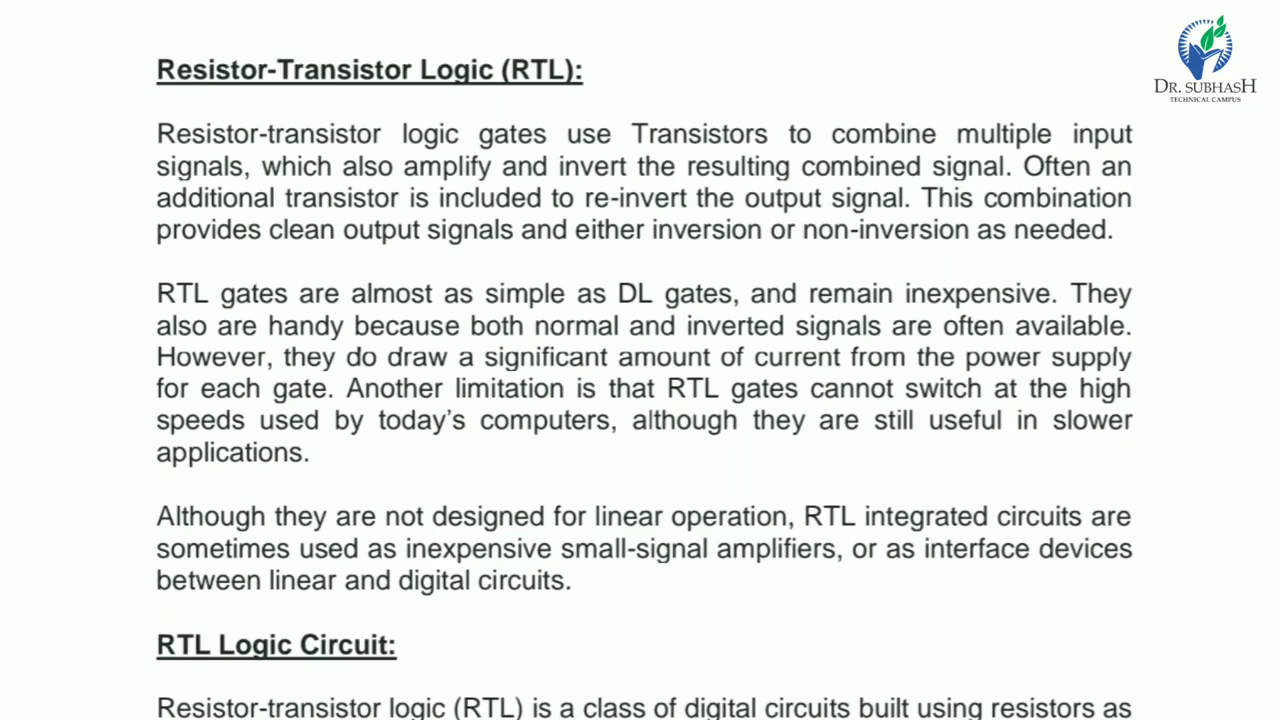 DR. SUBHASH
TECHNICAL CAMPUS
Resistor-Transistor Logic (RTL):
Resistor-transistor logic gates use Transistors to combine multiple input
signals, which also amplify and invert the resulting combined signal. Often an
additional transistor is included to re-invert the output signal. This combination
provides clean output signals and either inversion or non-inversion as needed.
RTL gates are almost as simple as DL gates, and remain inexpensive. They
also are handy because both normal and inverted signals are often available.
However, they do draw a significant amount of current from the power supply
for each gate. Another limitation is that RTL gates cannot switch at the high
speeds used by today’s computers, although they are still useful in slower
applications.
Although they are not designed for linear operation, RTL integrated circuits are
sometimes used as inexpensive small-signal amplifiers, or as interface devices
between linear and digital circuits.
RTL Logic Circuit:
Resistor-transistor logic (RTL) is a class of digital circuits built using resistors as